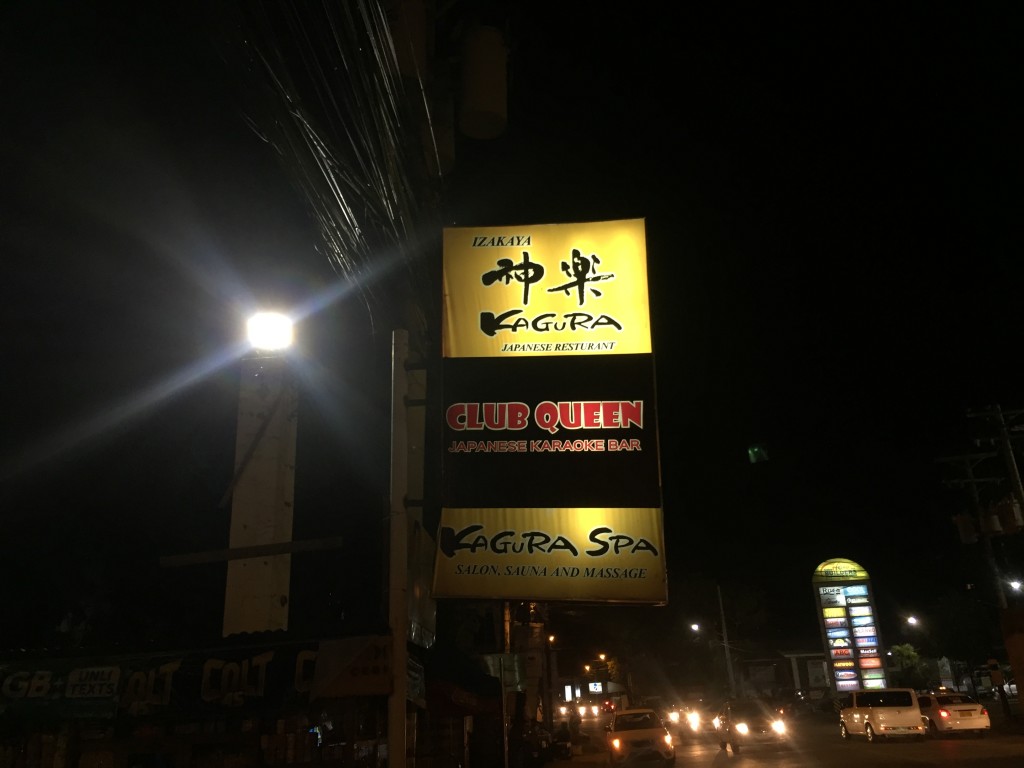 IZAKAYA
神楽
KAGURA
JAPANESE RESTURANT
CLUB QUEEN
JAPANESE KARAOKE BAR
KAGURA SPA
SALON, SAUNA AND MASSAGE
UNLI
TEXTS
COLT